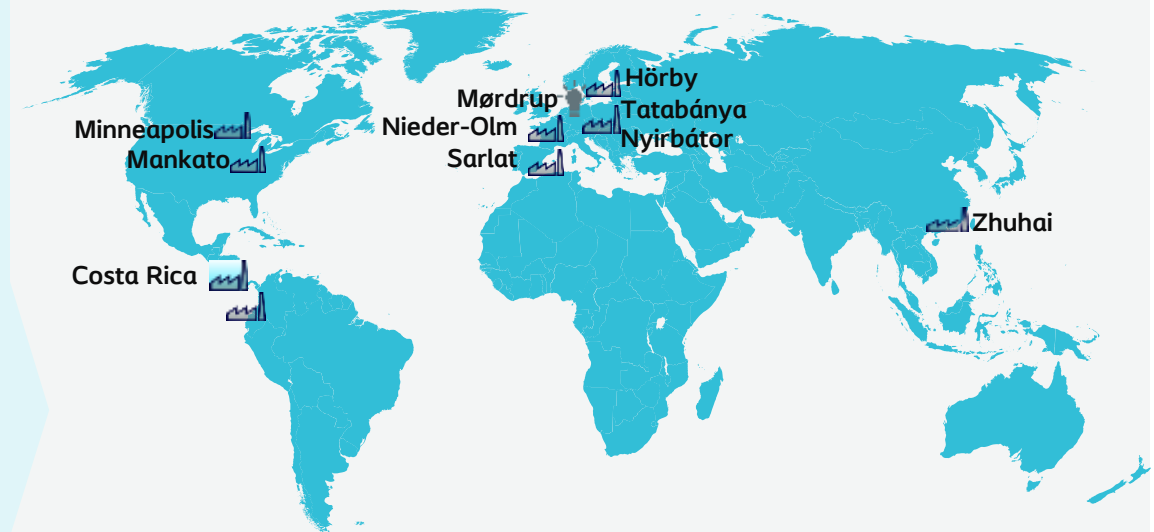 Hörby
Mørdrup
Tatabánya
Minneapolis
Nieder-Olm
Nyirbátor
Mankato
Sarlat
Zhuhai
Costa Rica